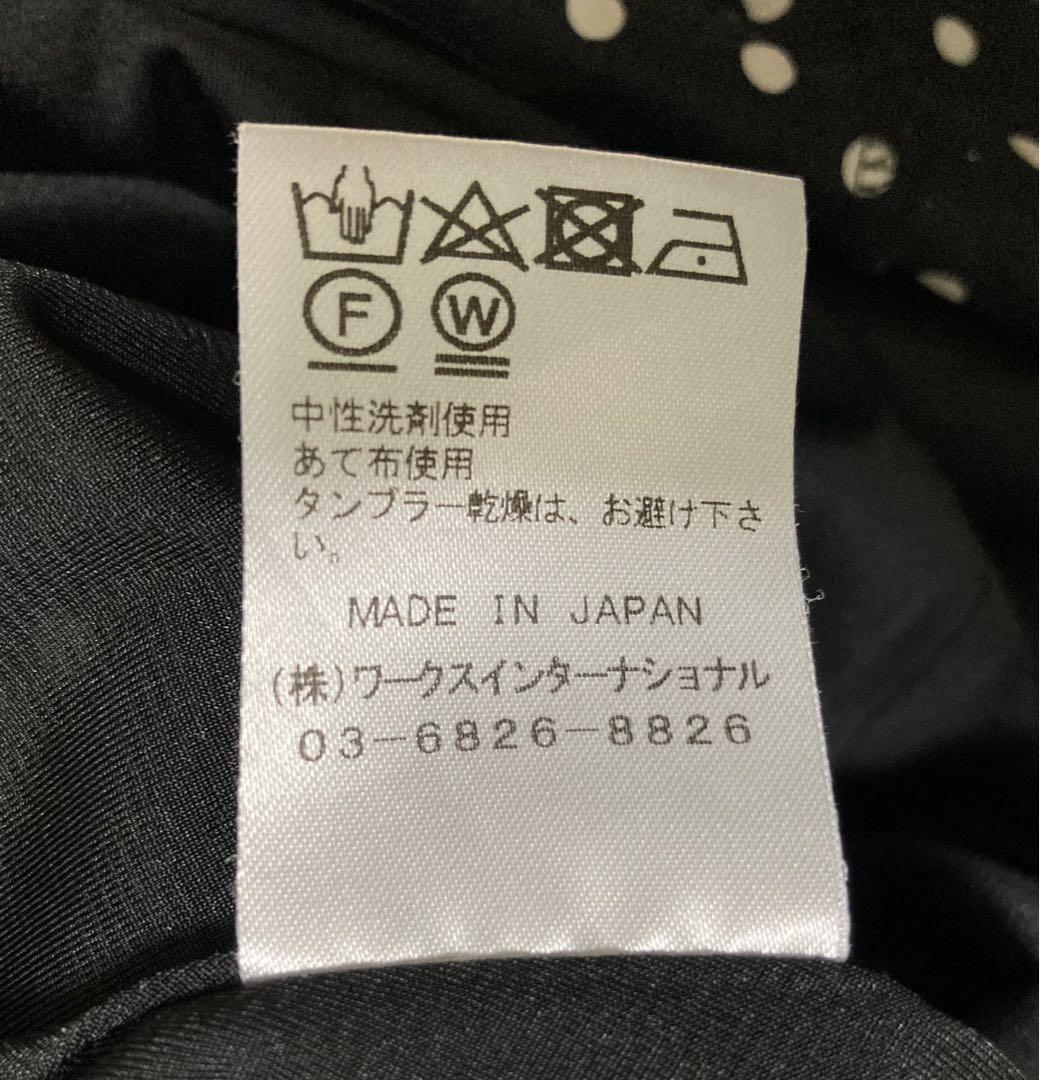 F W
中性洗剤使用
あて布使用
タンブラー乾燥は、お避け下さ
い。
MADE IN JAPAN
(株)ワークスインターナショナル
03-6826-8826